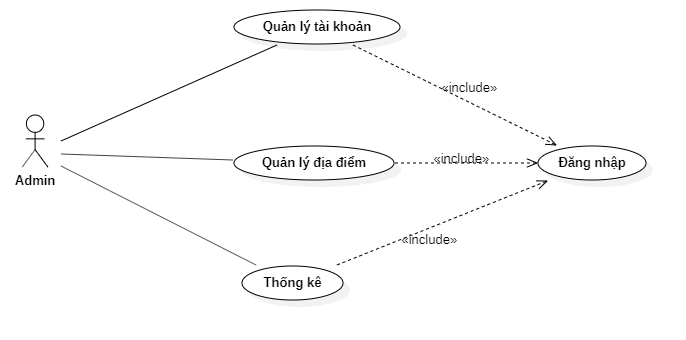 Quản lý tài khoản
«include»
Admin
Quản lý địa điểm
«include»
Đăng nhập
«include»
Thống kê